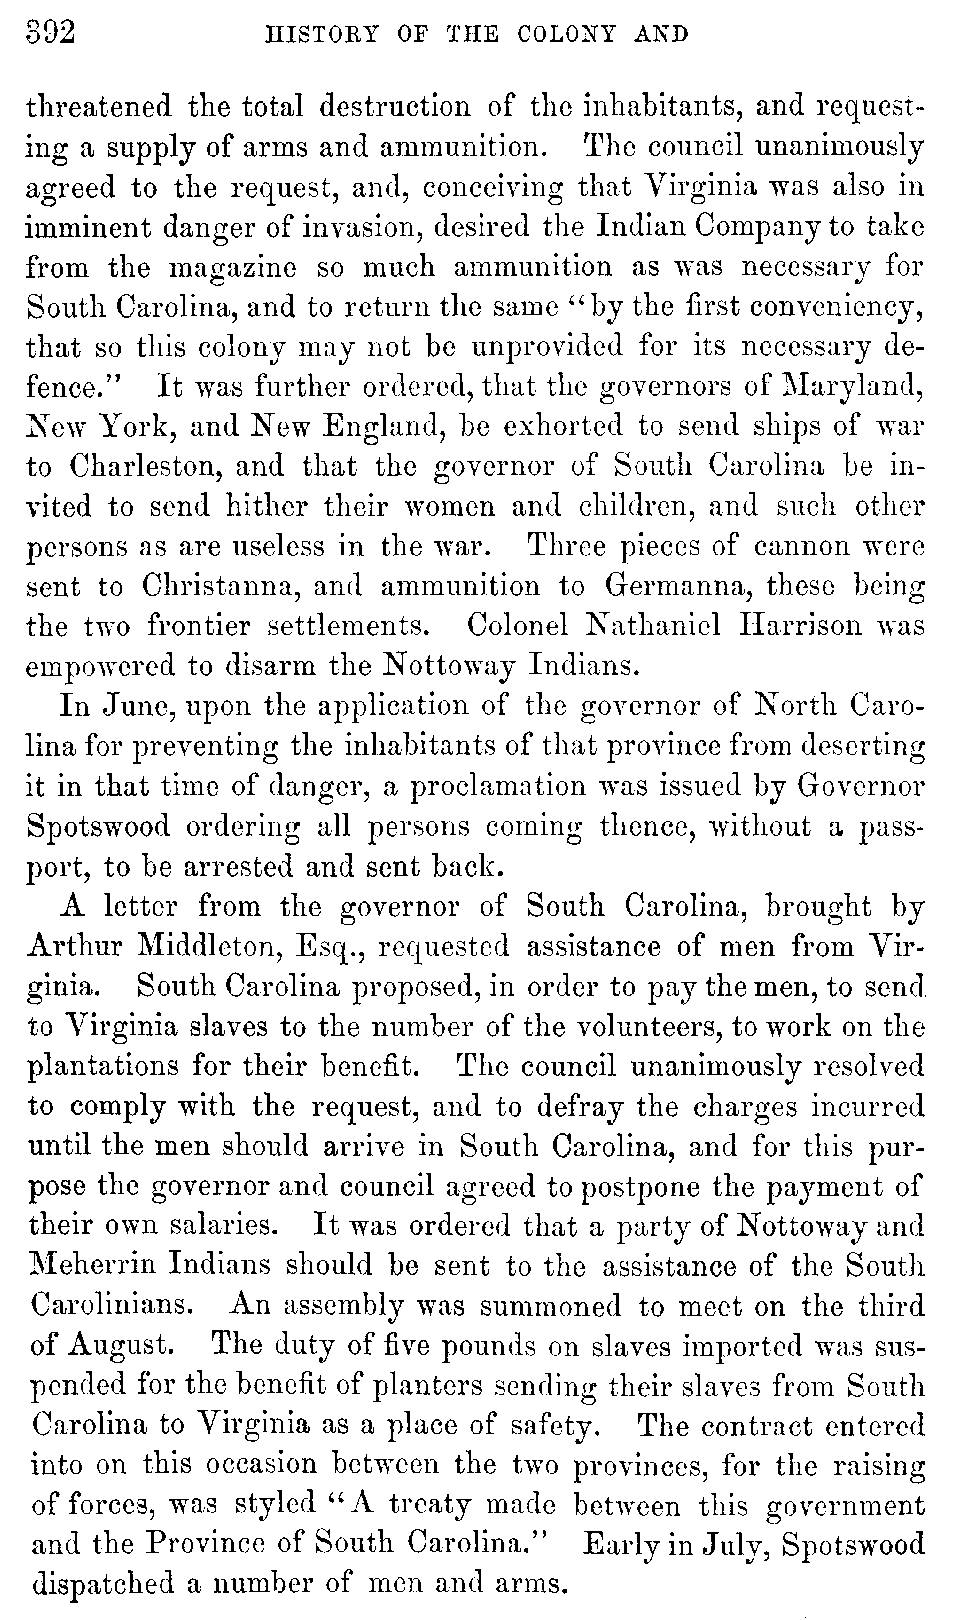 392 HISTORY OF THE COLONY AND
threatened the total destruction of the inhabitants, and request-
ing a supply of arms and ammunition. The council unanimously
agreed to the request, and, conceiving that Virginia was also in
imminent danger of invasion, desired the Indian Company to take
from the magazine so much ammunition as was necessary for
South Carolina, and to return the same "by the first conveniency,
that so this colony may not be unprovided for its necessary de-
fence." It was further ordered, that the governors of Maryland,
New York, and New England, be exhorted to send ships of war
to Charleston, and that the governor of South Carolina be in-
vited to send hither their women and children, and such other
persons as are useless in the war. Three pieces of cannon were
sent to Christanna, and ammunition to Germanna, these being
the two frontier settlements. Colonel Nathaniel Harrison was
empowered to disarm the Nottoway Indians.
In June, upon the application of the governor of North Caro-
lina for preventing the inhabitants of that province from deserting
it in that time of danger, a proclamation was issued by Governor
Spotswood ordering all persons coming thence, without a pass-
port, to be arrested and sent back.
A letter from the governor of South Carolina, brought by
Arthur Middleton, Esq., requested assistance of men from Vir-
ginia. South Carolina proposed, in order to pay the men, to send
to Virginia slaves to the number of the volunteers, to work on the
plantations for their benefit. The council unanimously resolved
to comply with the request, and to defray the charges incurred
until the men should arrive in South Carolina, and for this pur-
pose the governor and council agreed to postpone the payment of
their own salaries. It was ordered that a party of Nottoway and
Meherrin Indians should be sent to the assistance of the South
Carolinians. An assembly was summoned to meet on the third
of August. The duty of five pounds on slaves imported was sus-
pended for the benefit of planters sending their slaves from South
Carolina to Virginia as a place of safety. The contract entered
into on this occasion between the two provinces, for the raising
of forces, was styled "A treaty made between this government
and the Province of South Carolina." Early in July, Spotswood
dispatched a number of men and arms.